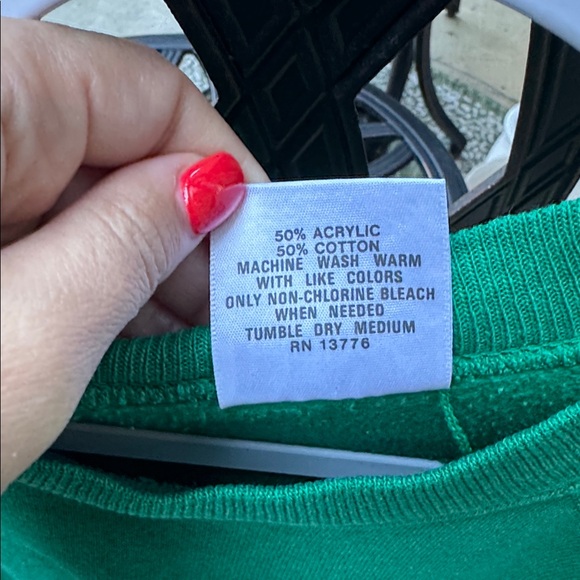 50% ACRYLIC
50% COTTON
MACHINE WASH WARM
WITH LIKE COLORS
ONLY NON-CHLORINE BLEACH
WHEN NEEDED
TUMBLE DRY MEDIUM
RN 13776